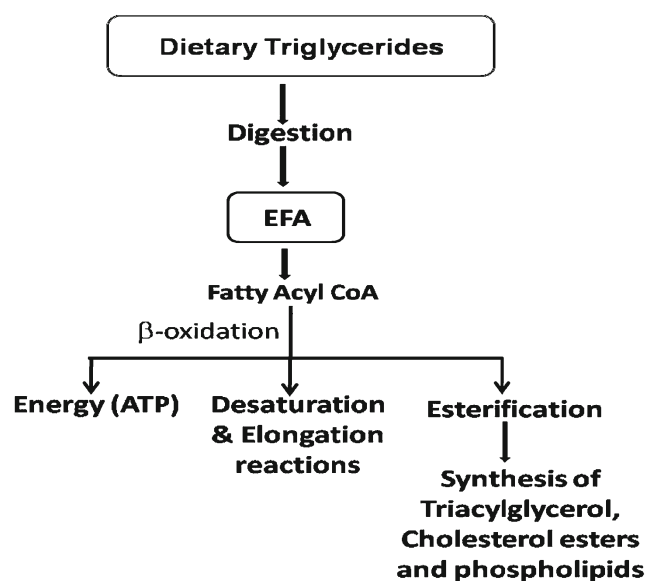 Dietary Triglycerides
Digestion
EFA
Fatty Acyl CoA
β-oxidation
Energy (ATP)
Desaturation
& Elongation
reactions
Esterification
Synthesis of
Triacylglycerol,
Cholesterol esters
and phospholipids